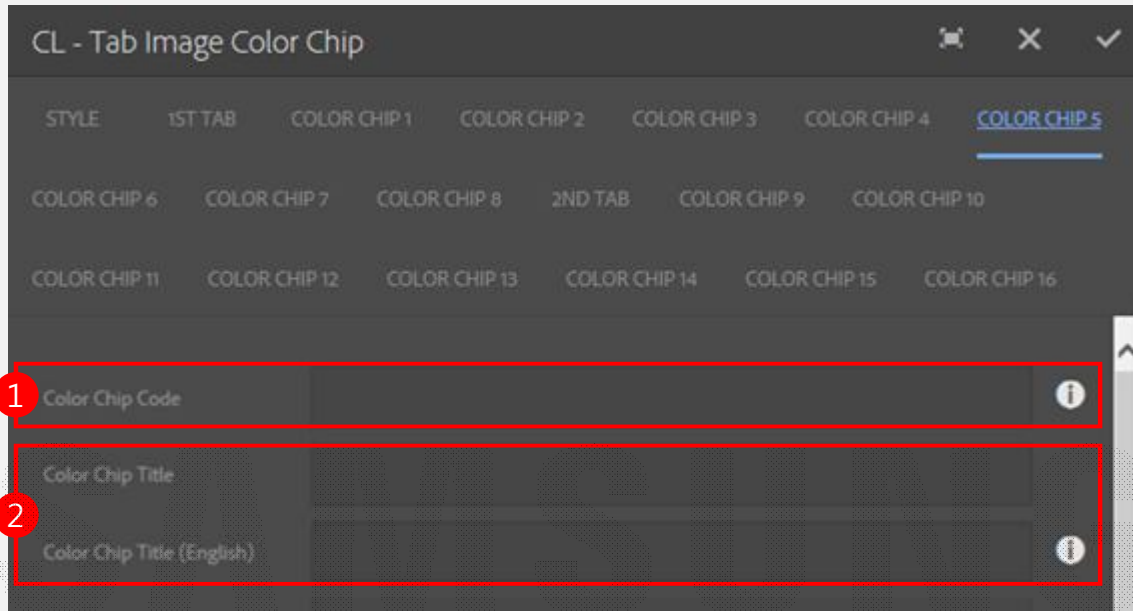 CL - Tab Image Color Chip
STYLE 1ST TAB COLOR CHIP 1 COLOR CHIP 2 COLOR CHIP 3 COLOR CHIP 4 COLOR CHIP 5
COLOR CHIP 6 COLOR CHIP 7 COLOR CHIP 8 2ND TAB COLOR CHIP 9 COLOR CHIP 10
COLOR CHIP 11 COLOR CHIP 12 COLOR CHIP 13 COLOR CHIP 14 COLOR CHIP 15 COLOR CHIP 16
1 Color Chip Code
Color Chip Title
2
Color Chip Title (English)
SAMSUNG